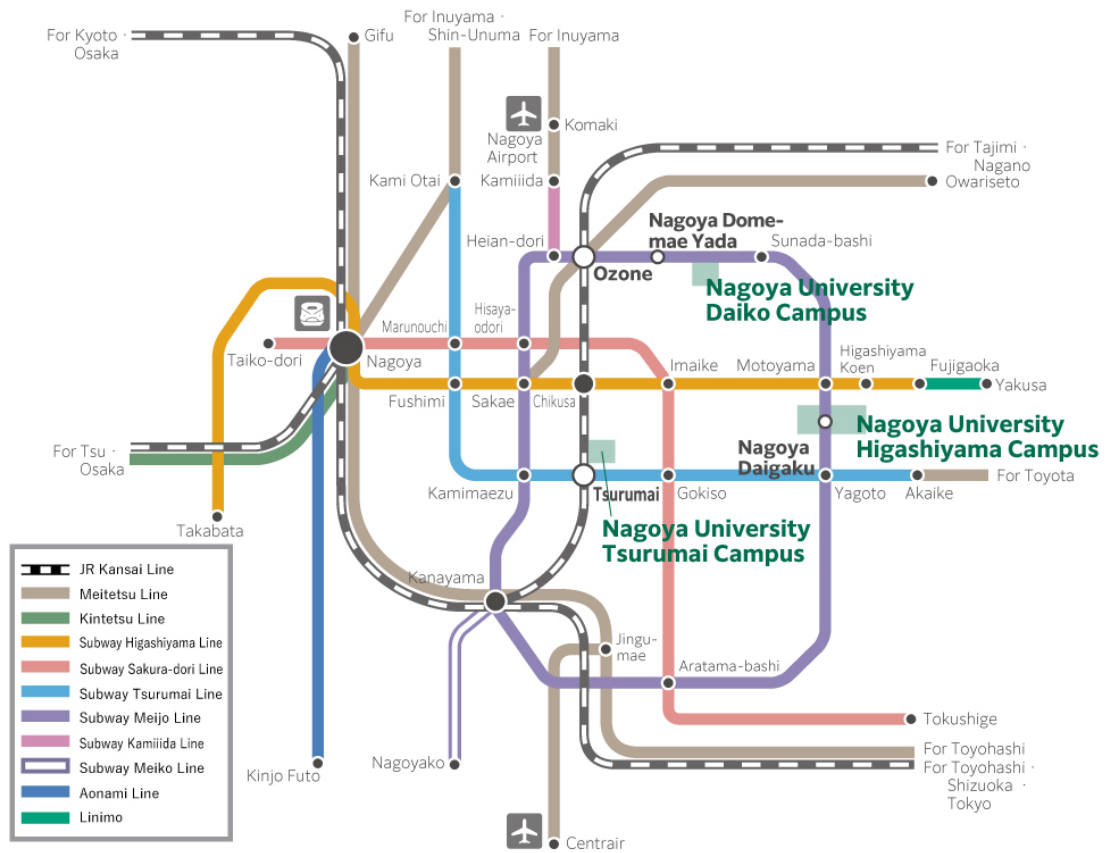 For Kyoto ·
Osaka
Gifu
For Inuyama ·
Shin-Unuma
For Inuyama
Komaki
Nagoya
Airport
For Tajimi ·
Nagano
Kami Otai
Kamiiida
Owariseto
Nagoya Dome-
mae Yada
Heian-dori
Sunada-bashi
Ozone
Nagoya University
Daiko Campus
Hisaya-
odori
Marunouchi
Taiko-dori
Nagoya
Imaike
Motoyama
Higashiyama
Koen
Fujigaoka
Yakusa
Fushimi
Sakae
Chikusa
Nagoya University
Higashiyama Campus
Nagoya
Daigaku
For Tsu ·
Osaka
For Toyota
Kamimaezu
Tsurumai
Gokiso
Yagoto
Akaike
Takabata
Nagoya University
Tsurumai Campus
Kanayama
JR Kansai Line
Meitetsu Line
Kintetsu Line
Subway Higashiyama Line
Subway Sakura-dori Line
Subway Tsurumai Line
Subway Meijo Line
Subway Kamiiida Line
Subway Meiko Line
Aonami Line
Linimo
Jingu-
mae
Aratama-bashi
Tokushige
Kinjo Futo
Nagoyako
For Toyohashi
For Toyohashi ·
Shizuoka ·
Tokyo
Centrair